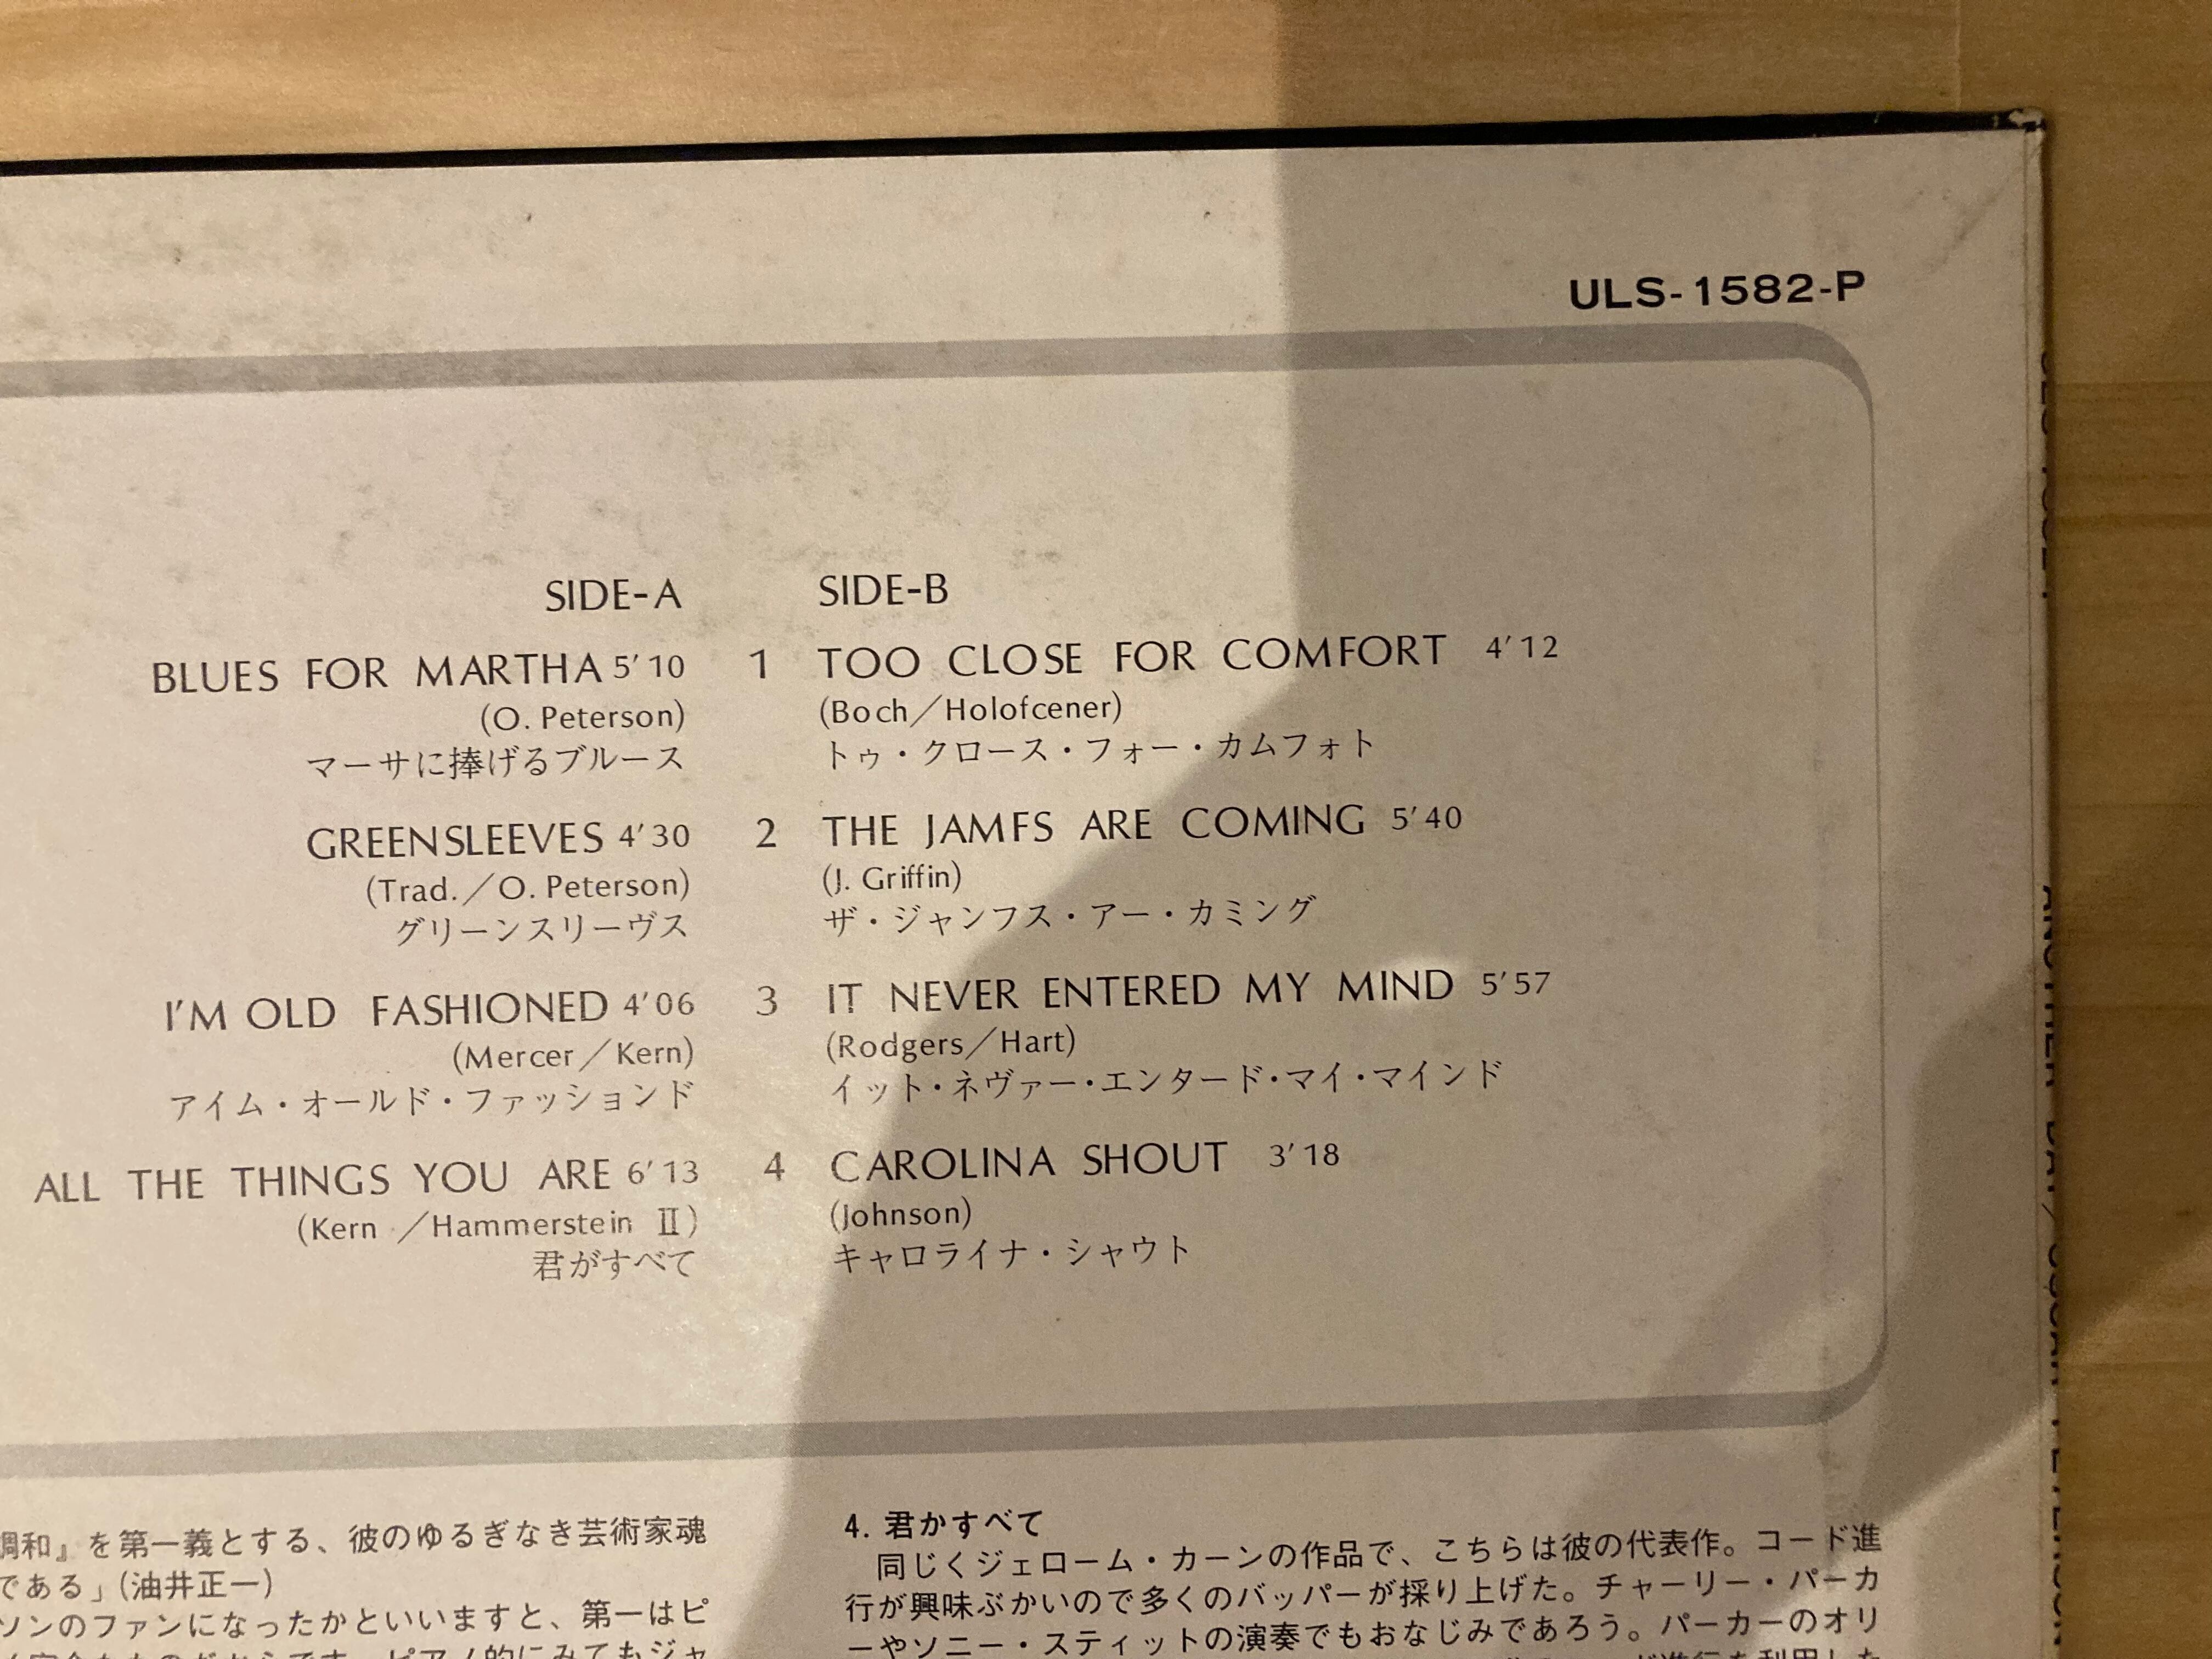 ULS-1582-P
SIDE-A
BLUES FOR MARTHA 5'10
(O. Peterson)
マーサに捧げるブルース
GREENSLEEVES 4'30
(Trad.／O. Peterson)
グリーンスリーヴス
I'M OLD FASHIONED 4'06
(Mercer／Kern)
アイム・オールド・ファッションド
ALL THE THINGS YOU ARE 6'13
(Kern ／Hammerstein Ⅱ)
君がすべて
SIDE-B
1 TOO CLOSE FOR COMFORT 4'12
(Boch／Holofcener)
トゥ・クロース・フォー・カムフォト
2 THE JAMFS ARE COMING 5'40
(J. Griffin)
ザ・ジャンフス・アー・カミング
3 IT NEVER ENTERED MY MIND 5'57
(Rodgers／Hart)
イット・ネヴァー・エンタード・マイ・マインド
4 CAROLINA SHOUT 3'18
(Johnson)
キャロライナ・シャウト
調和』を第一義とする、彼のゆるぎなき芸術家魂
である」(油井正一)
ソンのファンになったかといいますと、第一はピ
4. 君かすべて
同じくジェローム・カーンの作品で、こちらは彼の代表作。コード進
行が興味ぶかいので多くのバッパーが採り上げた。チャーリー・パーカ
ーやソニー・スティットの演奏でもおなじみであろう。パーカーのオリ